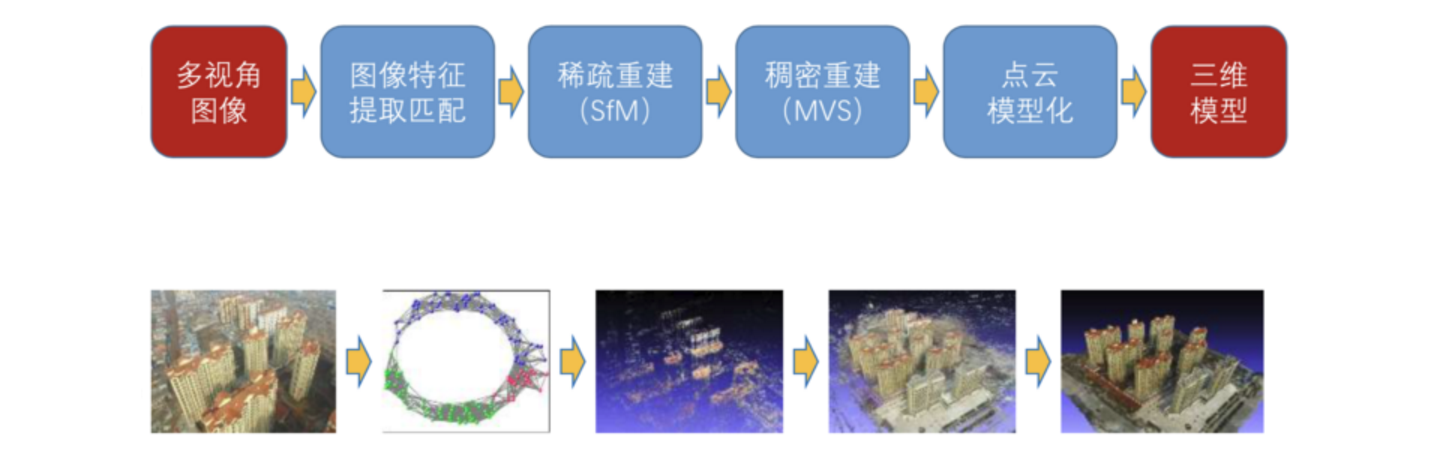 多视角
图像
图像特征
提取匹配
稀疏重建
（SfM）
稠密重建
（MVS）
点云
模型化
三维
模型